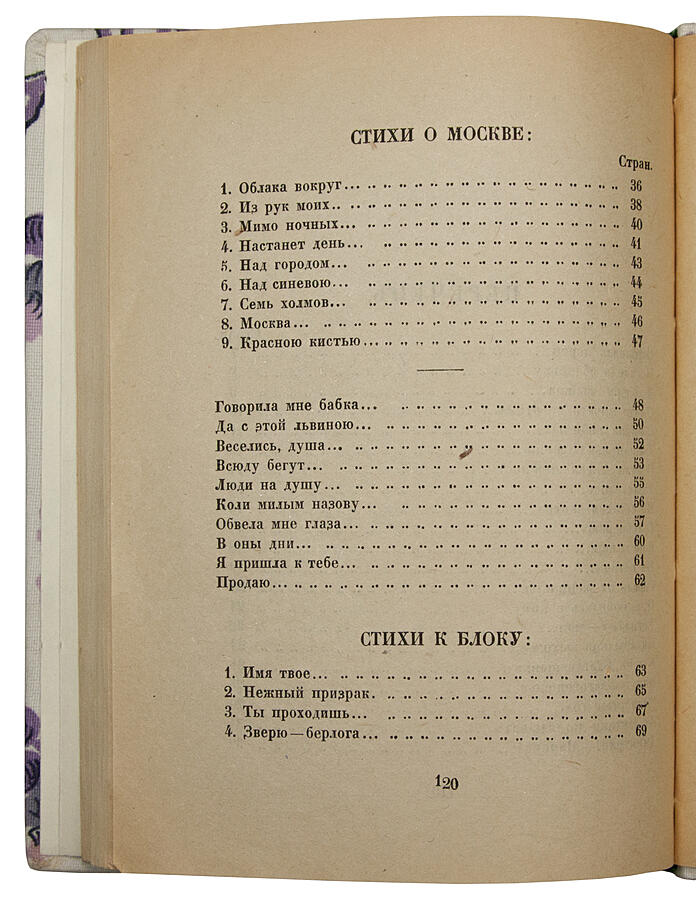 СТИХИ О МОСКВЕ:
Стран.
1. Облака вокруг... 36
2. Из рук моих.. 38
3. Мимо ночных... 40
4. Настанет день... 41
5. Над городом... 43
6. Над синевою... 44
7. Семь холмов... 45
8. Москва... 46
9. Красною кистью... 47
Говорила мне бабка... 48
Да с этой львиною... 50
Веселись, душа... 52
Всюду бегут... 53
Люди на душу... 55
Коли милым назову... 56
Обвела мне глаза... 57
В оны дни... 60
Я пришла к тебе... 61
Продаю... 62
СТИХИ К БЛОКУ:
1. Имя твое... 63
2. Нежный призрак. 65
3. Ты проходишь... 67
4. Зверю—берлога... 69
120